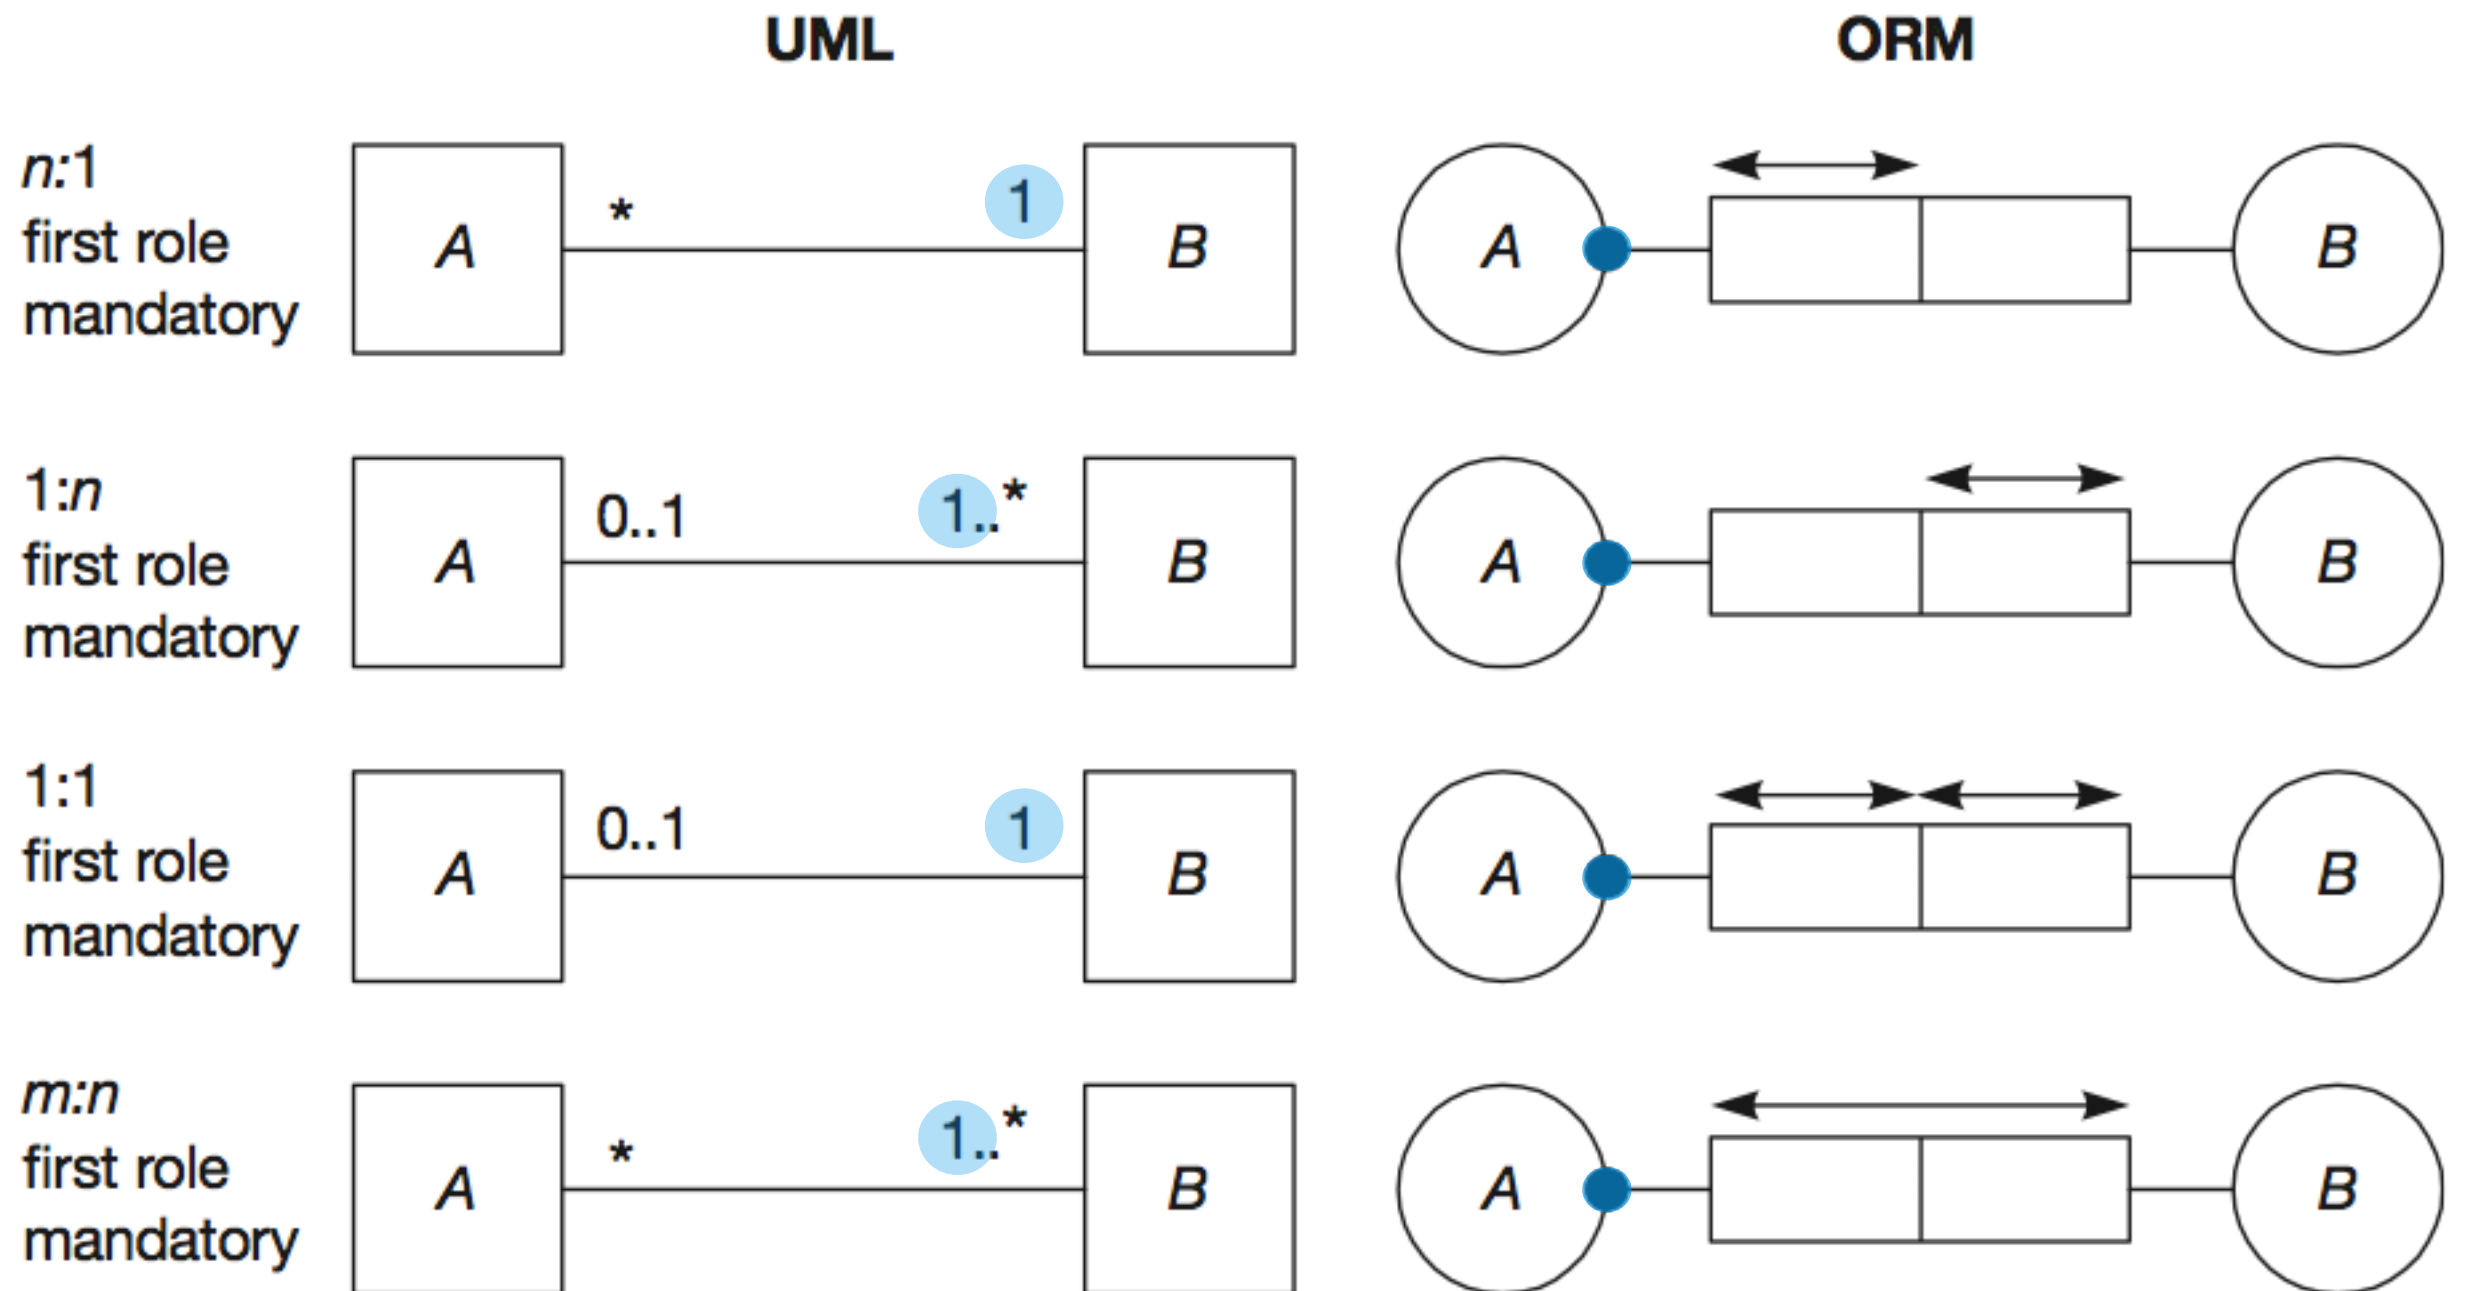 UML ORM
n:1
first role
mandatory
A * 1 B A B
1:n
first role
mandatory
A 0..1 1..* B A B
1:1
first role
mandatory
A 0..1 1 B A B
m:n
first role
mandatory
A * 1..* B A B